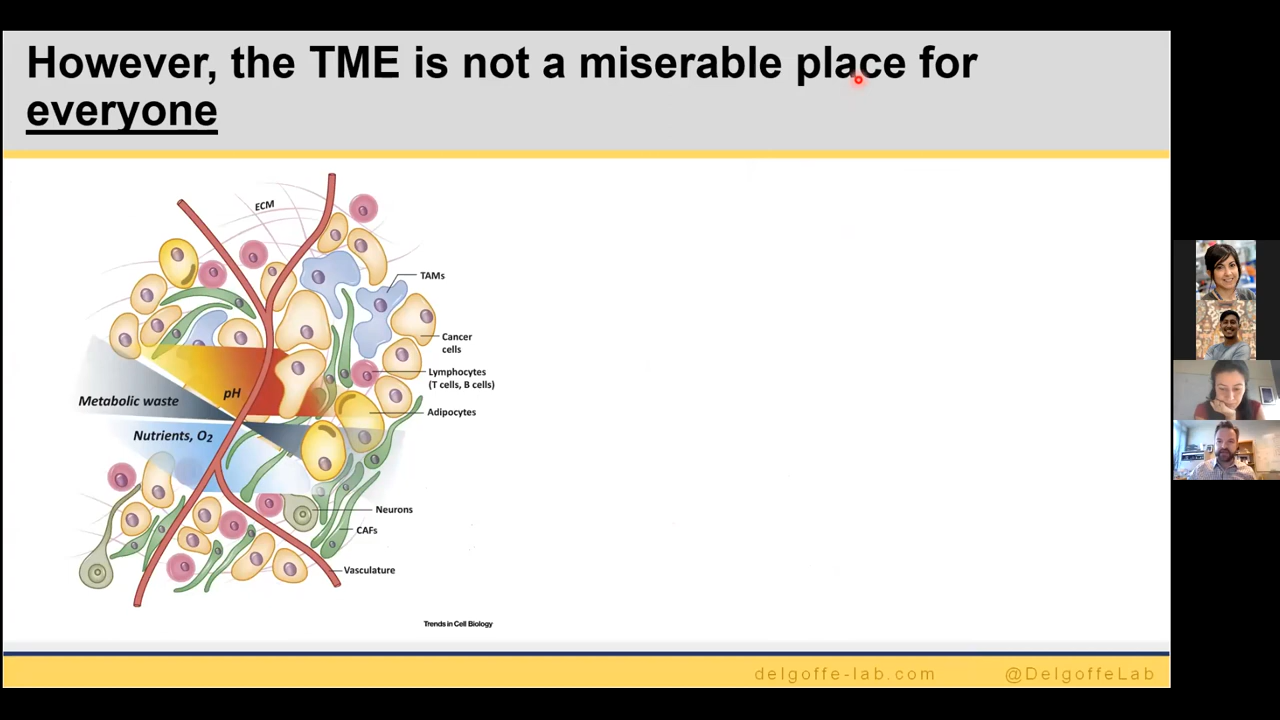 However, the TME is not a miserable place for
everyone
ECM
TAMs
Cancer
cells
Lymphocytes
(T cells, B cells)
pH
Metabolic waste
Adipocytes
Nutrients, O₂
Neurons
CAFs
Vasculature
Trends in Cell Biology
delgoffe-lab.com @DelgoffeLab